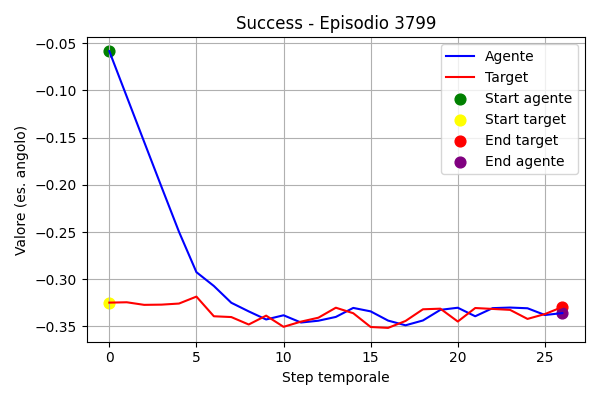 Success - Episodio 3799
Valore (es. angolo)
−0.05
−0.10
−0.15
−0.20
−0.25
−0.30
−0.35
Agente
Target
Start agente
Start target
End target
End agente
0 5 10 15 20 25
Step temporale